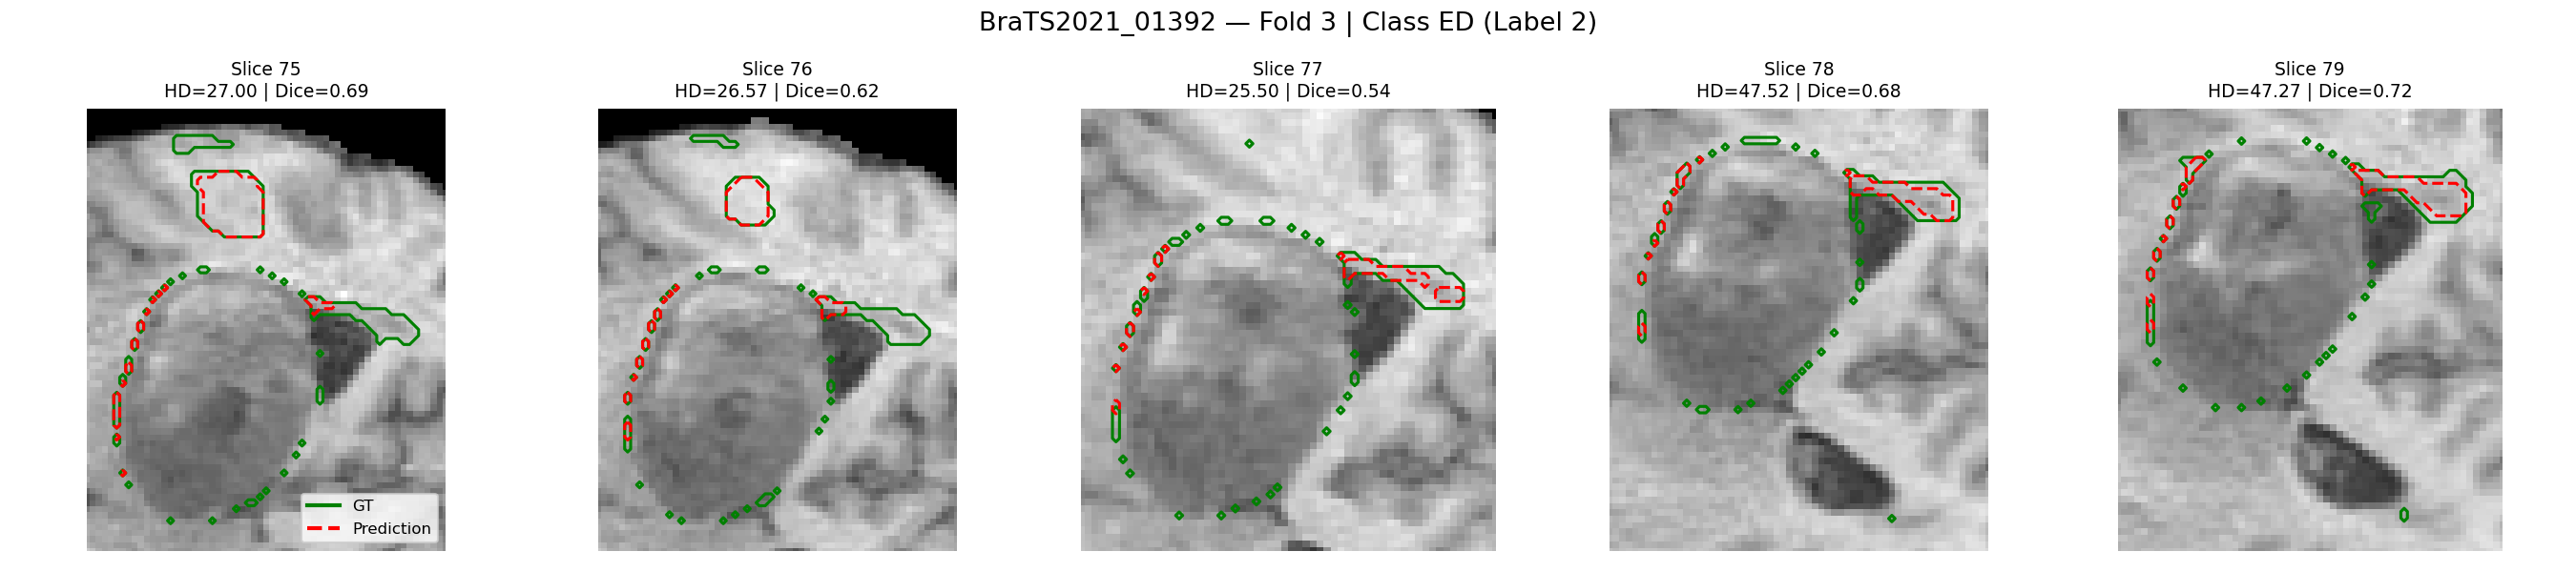 BraTS2021_01392 — Fold 3 | Class ED (Label 2)
Slice 75
HD=27.00 | Dice=0.69
Slice 76
HD=26.57 | Dice=0.62
Slice 77
HD=25.50 | Dice=0.54
Slice 78
HD=47.52 | Dice=0.68
Slice 79
HD=47.27 | Dice=0.72
GT
Prediction